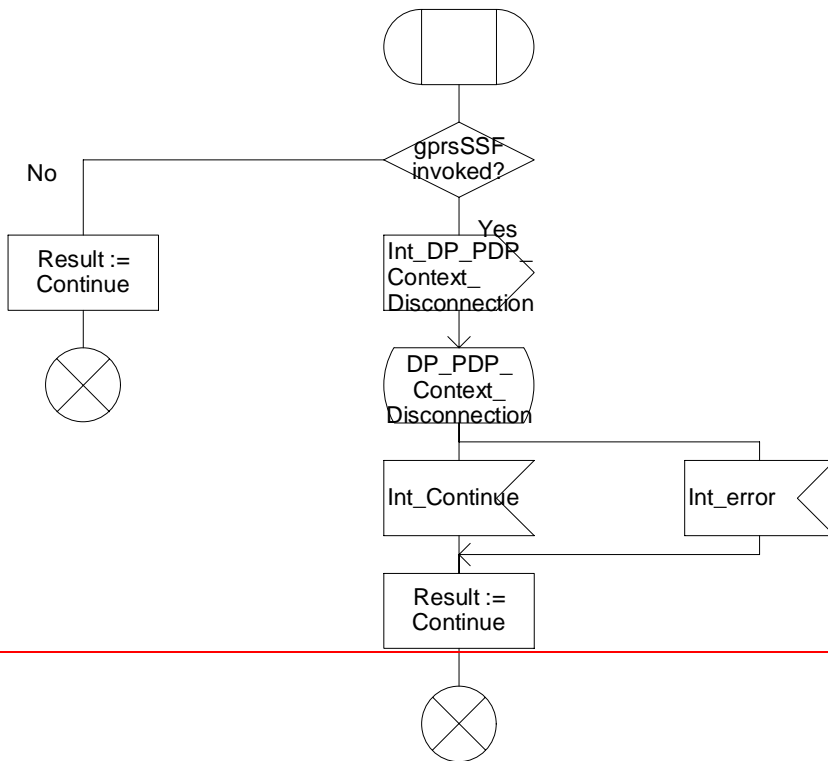 gprsSSF
invoked?
No
Yes
Result :=
Continue
Int_DP_PDP_
Context_
Disconnection
DP_PDP_
Context_
Disconnection
Int_Continue
Int_error
Result :=
Continue